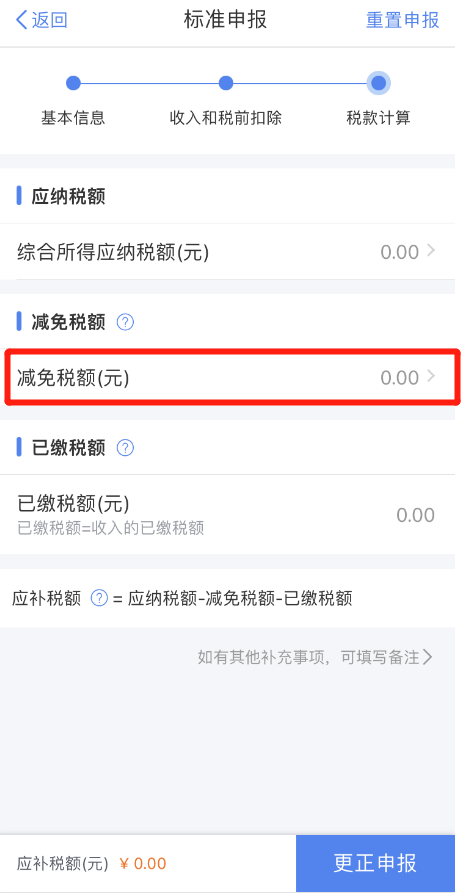 返回 标准申报 重置申报
基本信息 收入和税前扣除 税款计算
应纳税额
综合所得应纳税额(元) 0.00
减免税额 ?
减免税额(元) 0.00
已缴税额 ?
已缴税额(元) 0.00
已缴税额=收入的已缴税额
应补税额 ? = 应纳税额-减免税额-已缴税额
如有其他补充事项，可填写备注
应补税额(元) ¥ 0.00 更正申报